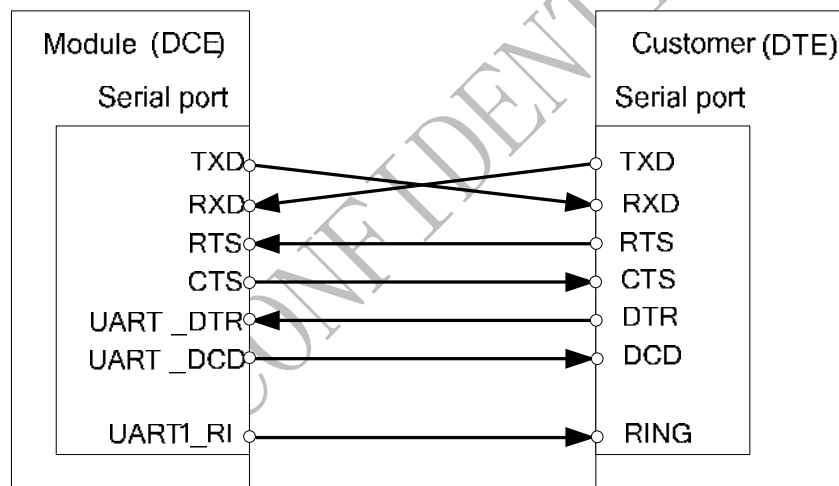 Module (DCE)
Serial port
TXD
RXD
RTS
CTS
UART _DTR
UART _DCD
UART1_RI
Customer (DTE)
Serial port
TXD
RXD
RTS
CTS
DTR
DCD
RING
CONFIDENT